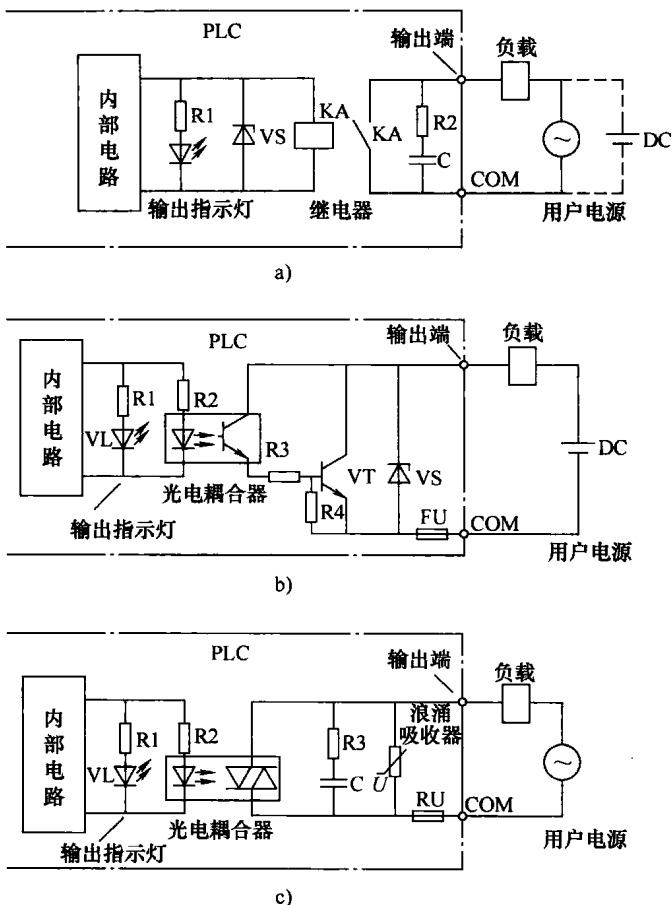 PLC
输出端
负载
内部电路
R1
VS
KA
KA
R2
C
DC
COM
输出指示灯
继电器
用户电源
a)
PLC
输出端
负载
内部电路
R1
R2
VL
R3
VT
VS
DC
光电耦合器
R4
FU
COM
输出指示灯
用户电源
b)
PLC
输出端
负载
内部电路
R1
R2
VL
R3
浪涌
吸收器
C
U
RU
COM
光电耦合器
输出指示灯
用户电源
c)